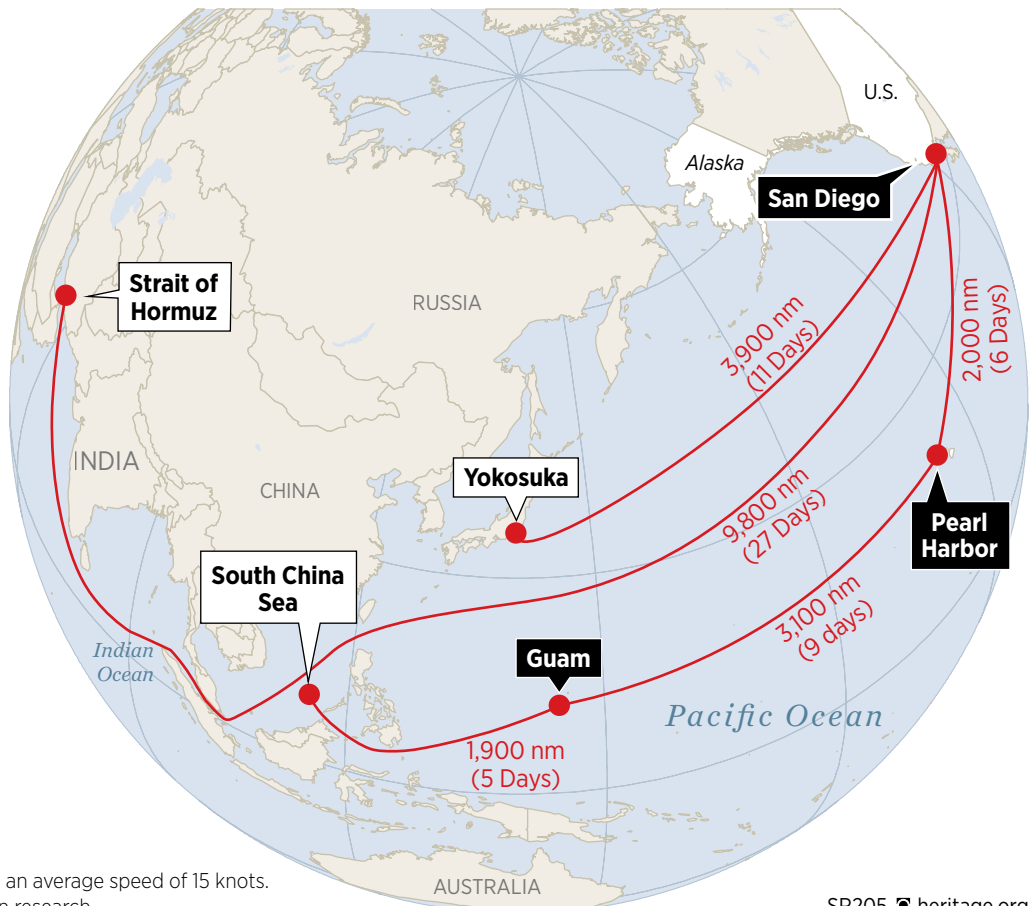 U.S.
Alaska
San Diego
Strait of
Hormuz
RUSSIA
3,900 nm
(11 Days)
2,000 nm
(6 Days)
INDIA
CHINA
Yokosuka
9,800 nm
(27 Days)
Pearl
Harbor
South China
Sea
3,100 nm
(9 days)
Indian
Ocean
Guam
Pacific Ocean
1,900 nm
(5 Days)
AUSTRALIA
an average speed of 15 knots.
research
SR205 heritage.org